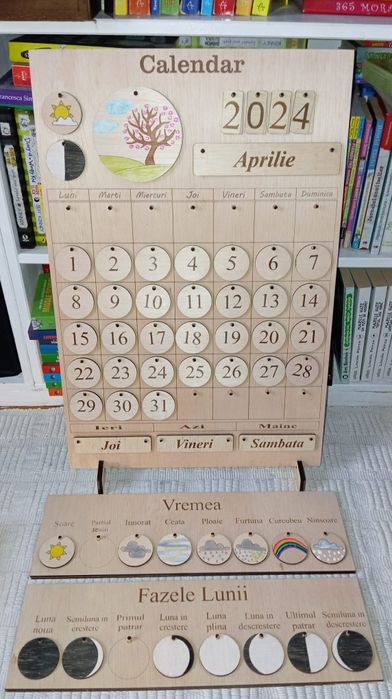 365 MORA
Calendar
2024
Aprilie
Luni Marti Miercuri Joi Vineri Sambata Duminica
1 2 3 4 5 6 7
8 9 10 11 12 13 14
15 16 17 18 19 20 21
22 23 24 25 26 27 28
29 30 31
Ieri Azi Maine
Joi Vineri Sambata
Vremea
Soare Partial Innorat Ceata Ploaie Furtuna Curcubeu Ninsoare
Fazele Lunii
Luna Semiluna in Primul Luna in Luna Luna in Ultimul Semiluna in
noua crestere patrar crestere plina descrestere patrar descrestere